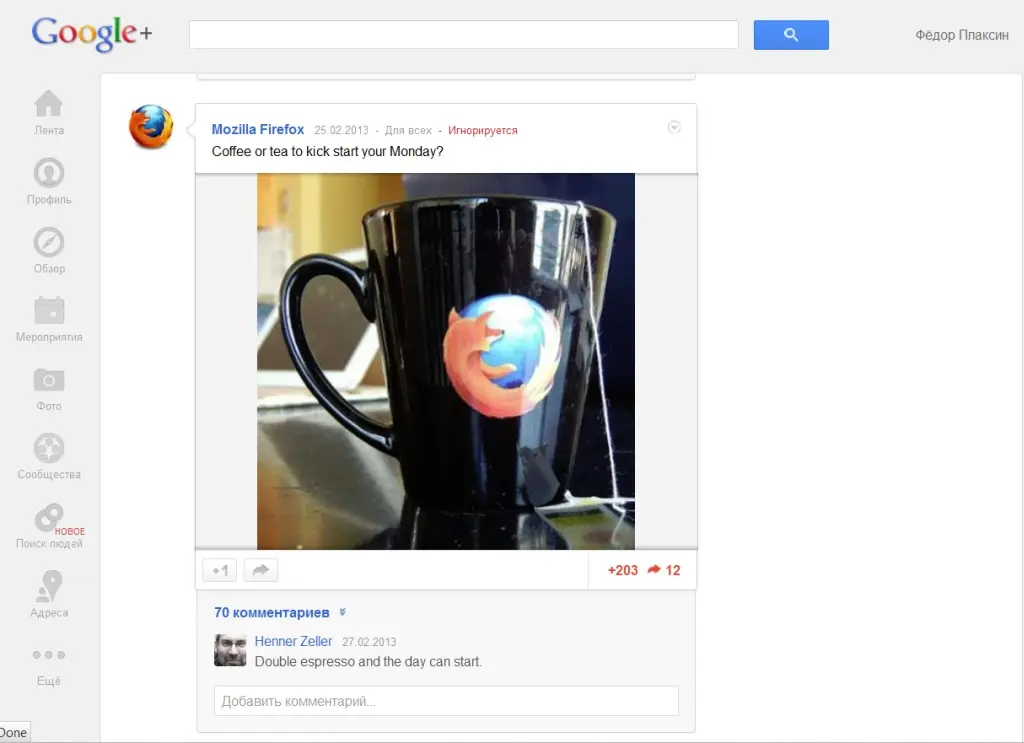 Google+
Фёдор Плаксин
Лента
Профиль
Обзор
Мероприятия
Фото
Сообщества
НОВОЕ
Поиск людей
Адреса
Ещё
Mozilla Firefox 25.02.2013 - Для всех - Игнорируется
Coffee or tea to kick start your Monday?
+1
+203 12
70 комментариев
Henner Zeller 27.02.2013
Double espresso and the day can start.
Добавить комментарий...
Done